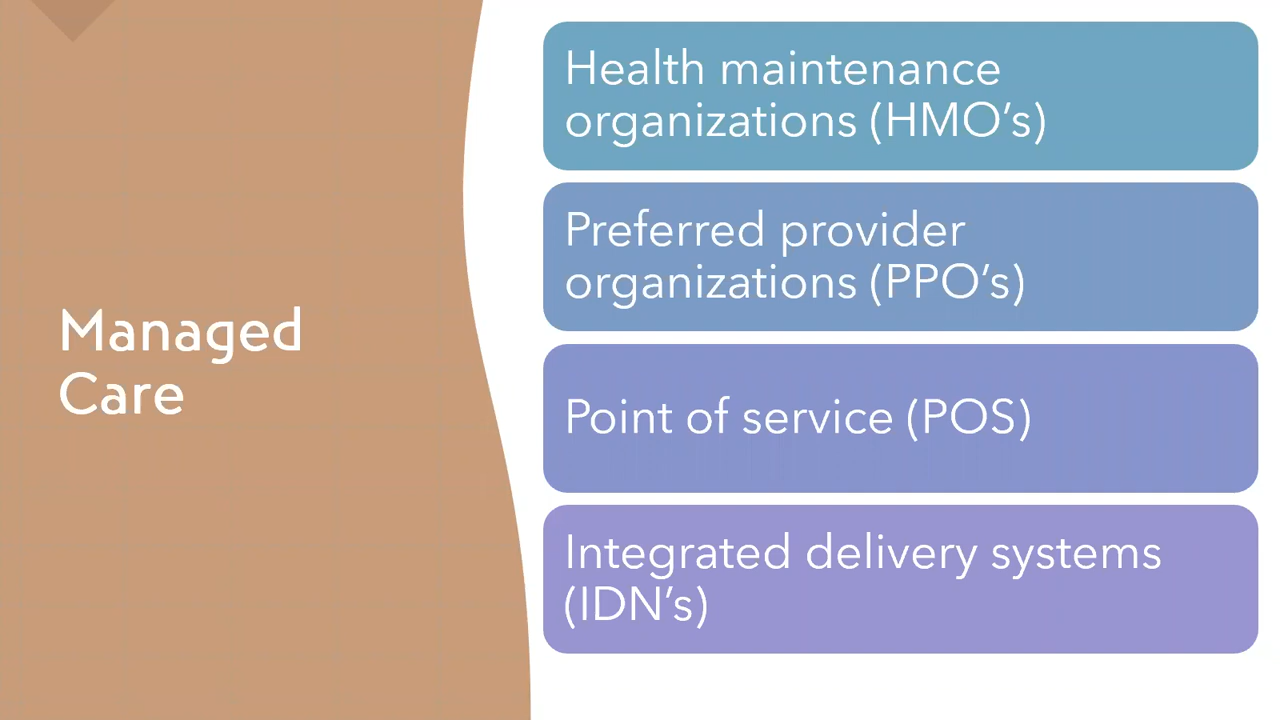 Managed
Care
Health maintenance
organizations (HMO’s)
Preferred provider
organizations (PPO’s)
Point of service (POS)
Integrated delivery systems
(IDN’s)